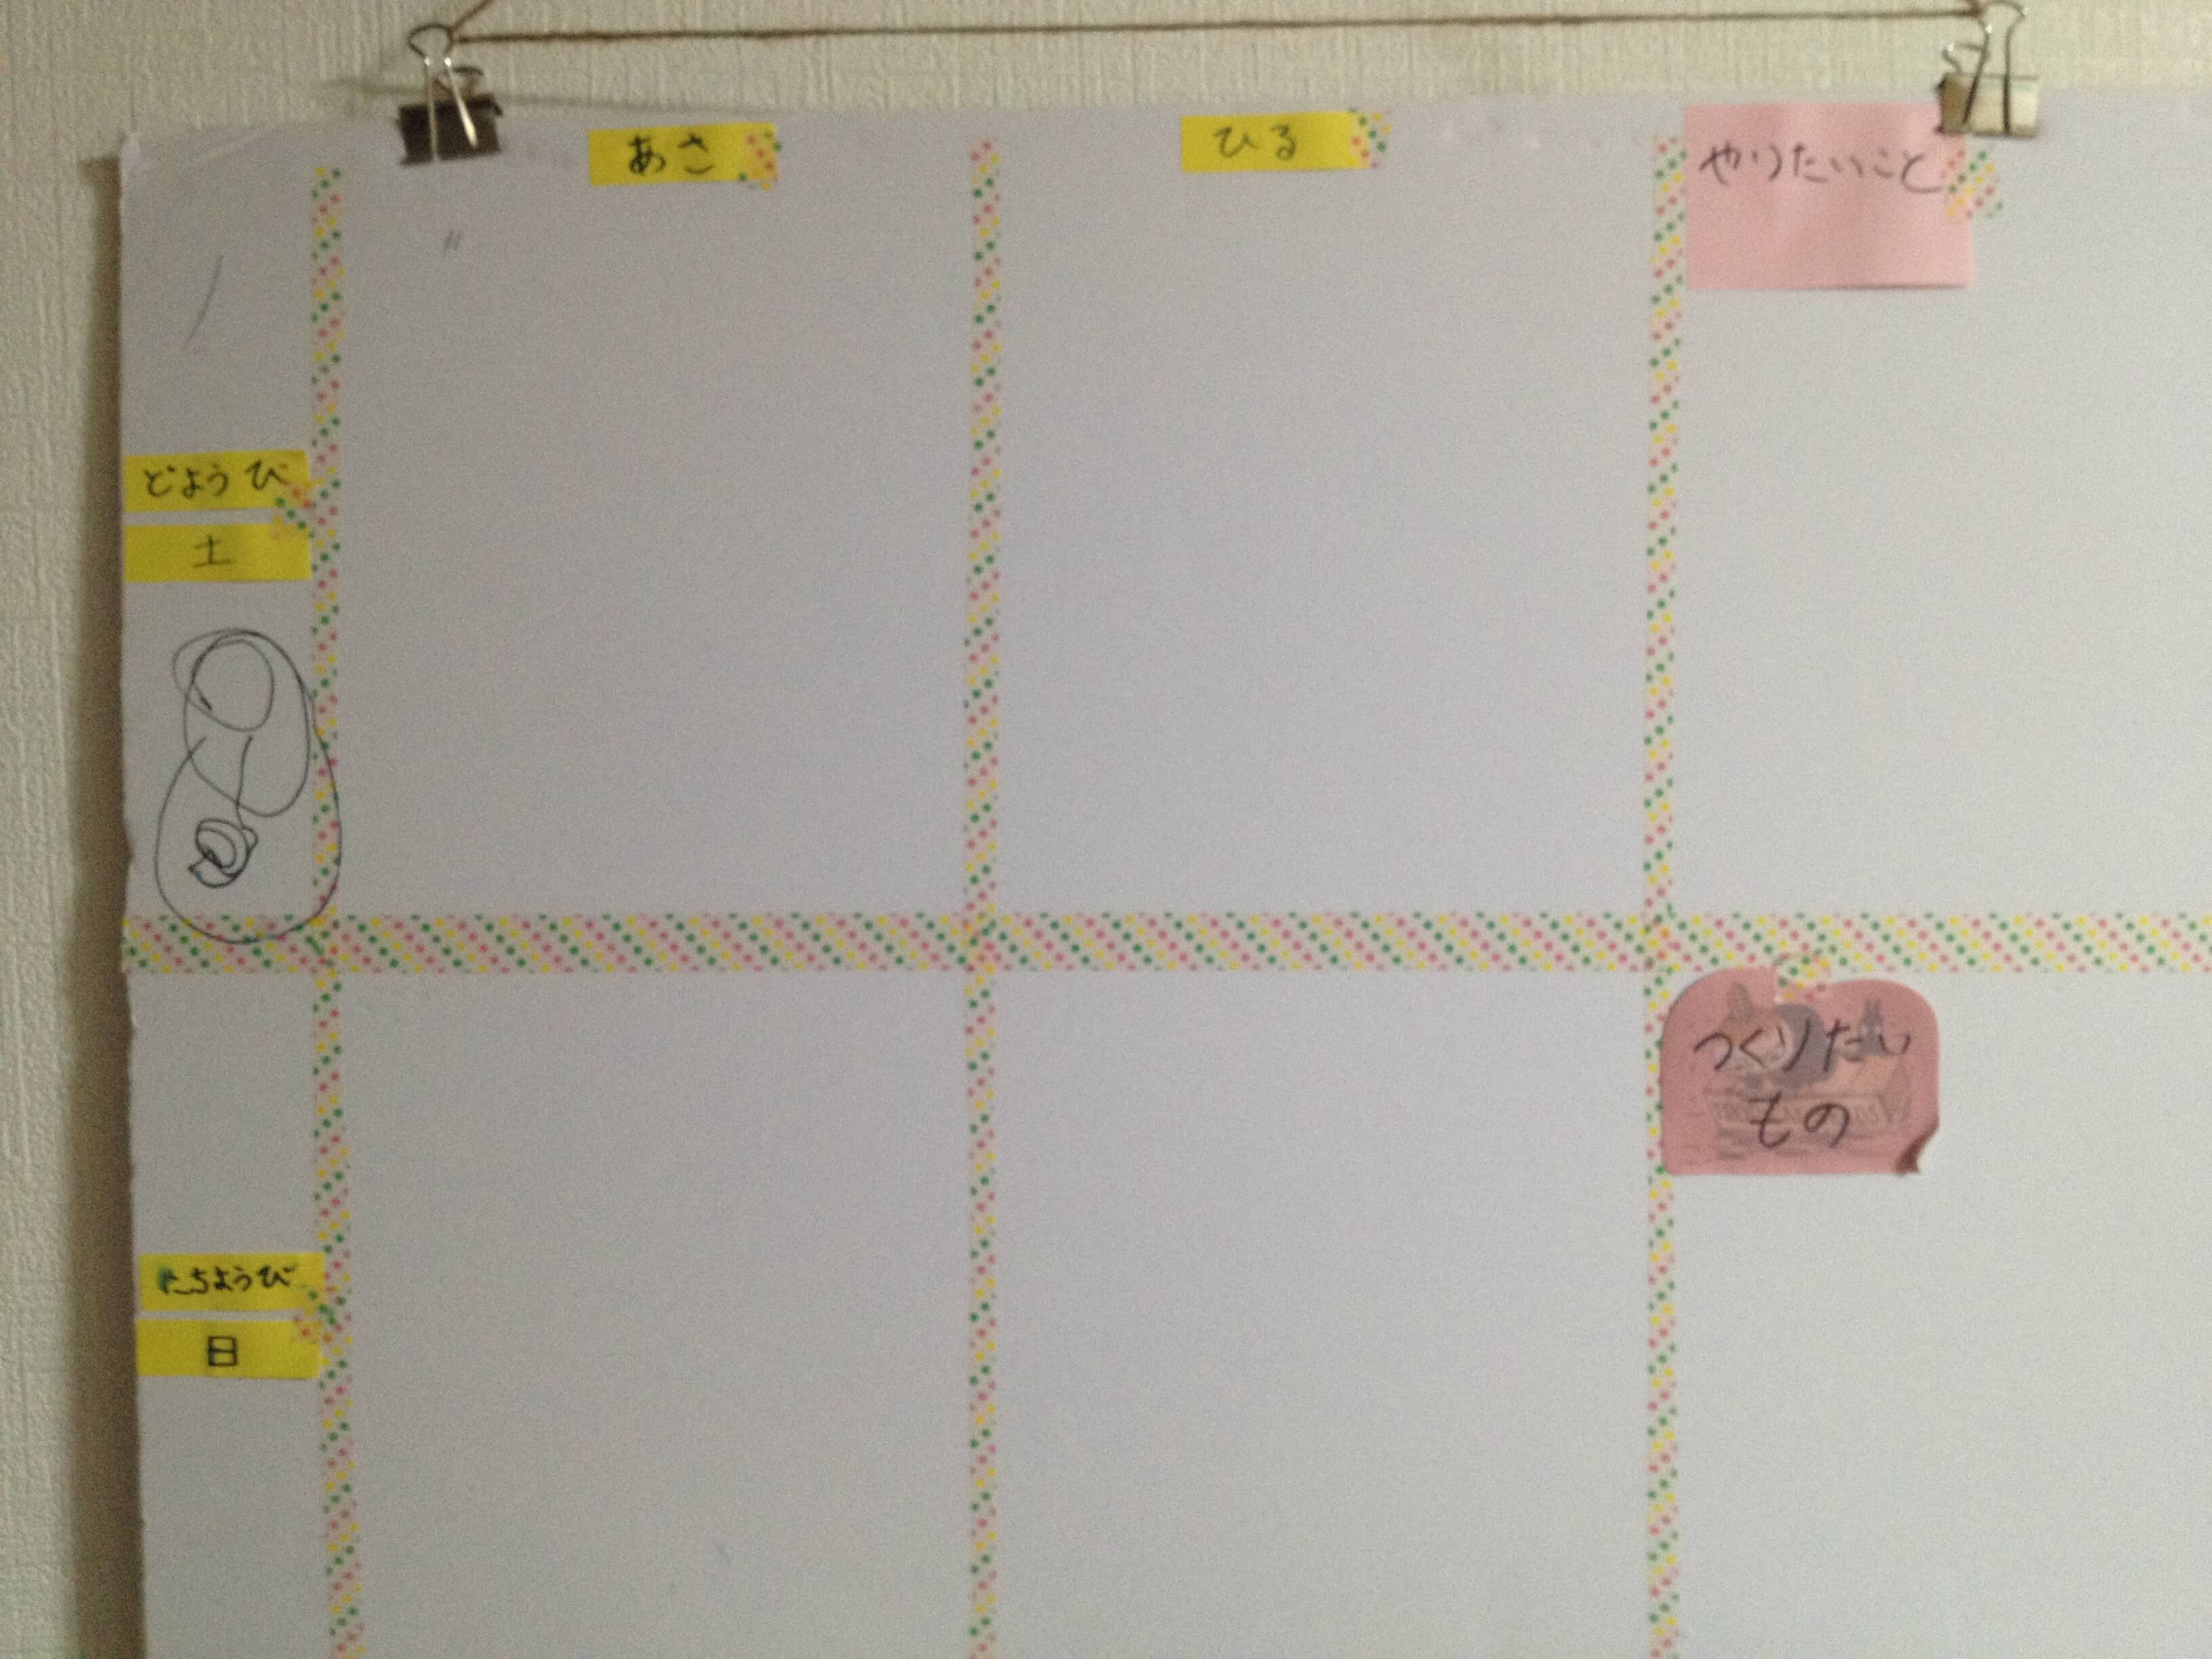 あさ
ひる
やりたいこと
どようび
土
つくりたい
もの
にちようび
日